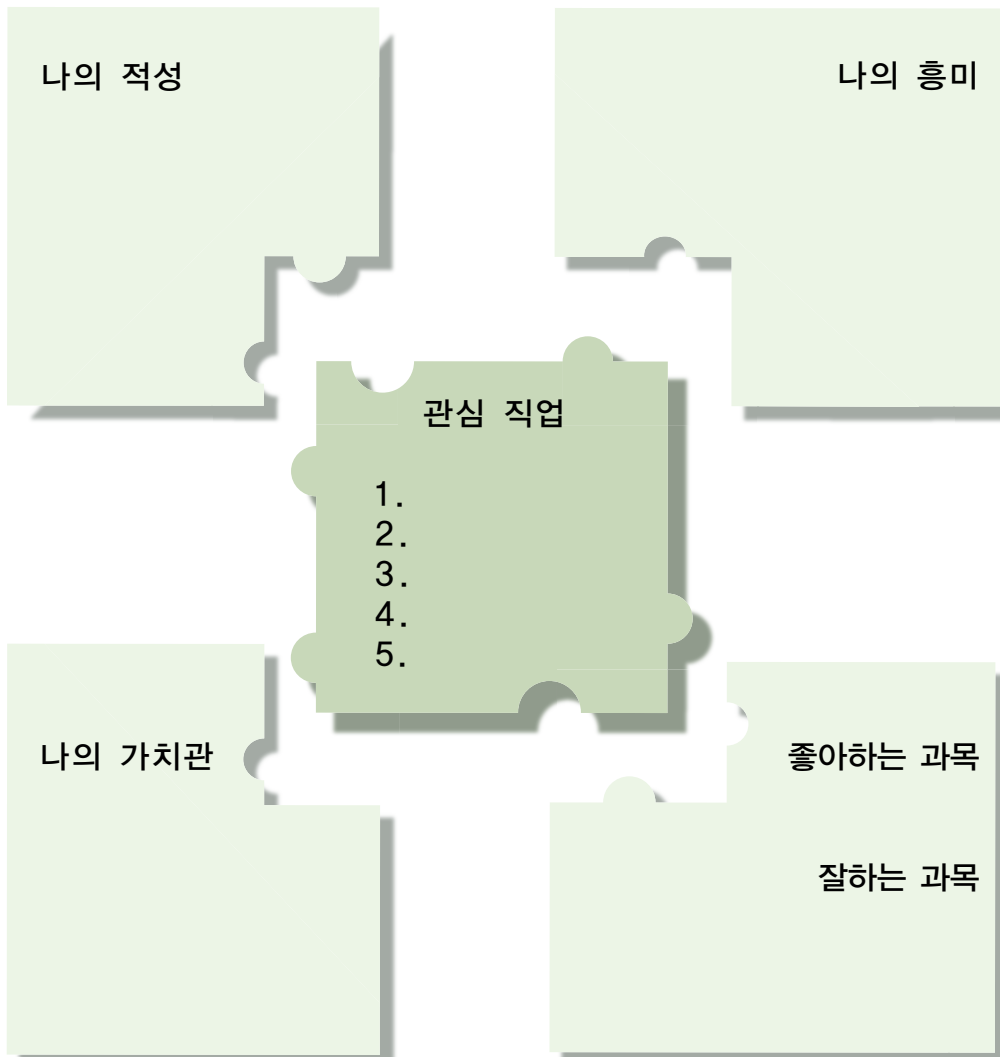 나의 적성
나의 흥미
관심 직업
1.
2.
3.
4.
5.
나의 가치관
좋아하는 과목
잘하는 과목